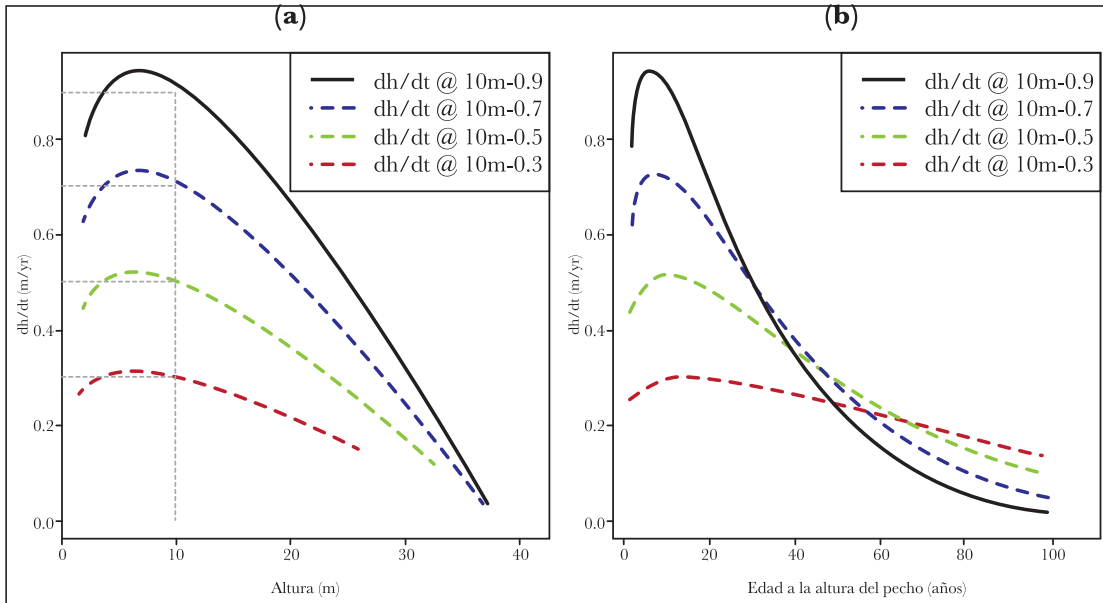 (a)
dh/dt @ 10m-0.9
dh/dt @ 10m-0.7
dh/dt @ 10m-0.5
dh/dt @ 10m-0.3
0.8
0.6
0.4
0.2
0.0
dh/dt (m/yr)
0 10 20 30 40
Altura (m)
(b)
dh/dt @ 10m-0.9
dh/dt @ 10m-0.7
dh/dt @ 10m-0.5
dh/dt @ 10m-0.3
0.8
0.6
0.4
0.2
0.0
dh/dt (m/yr)
0 20 40 60 80 100
Edad a la altura del pecho (años)